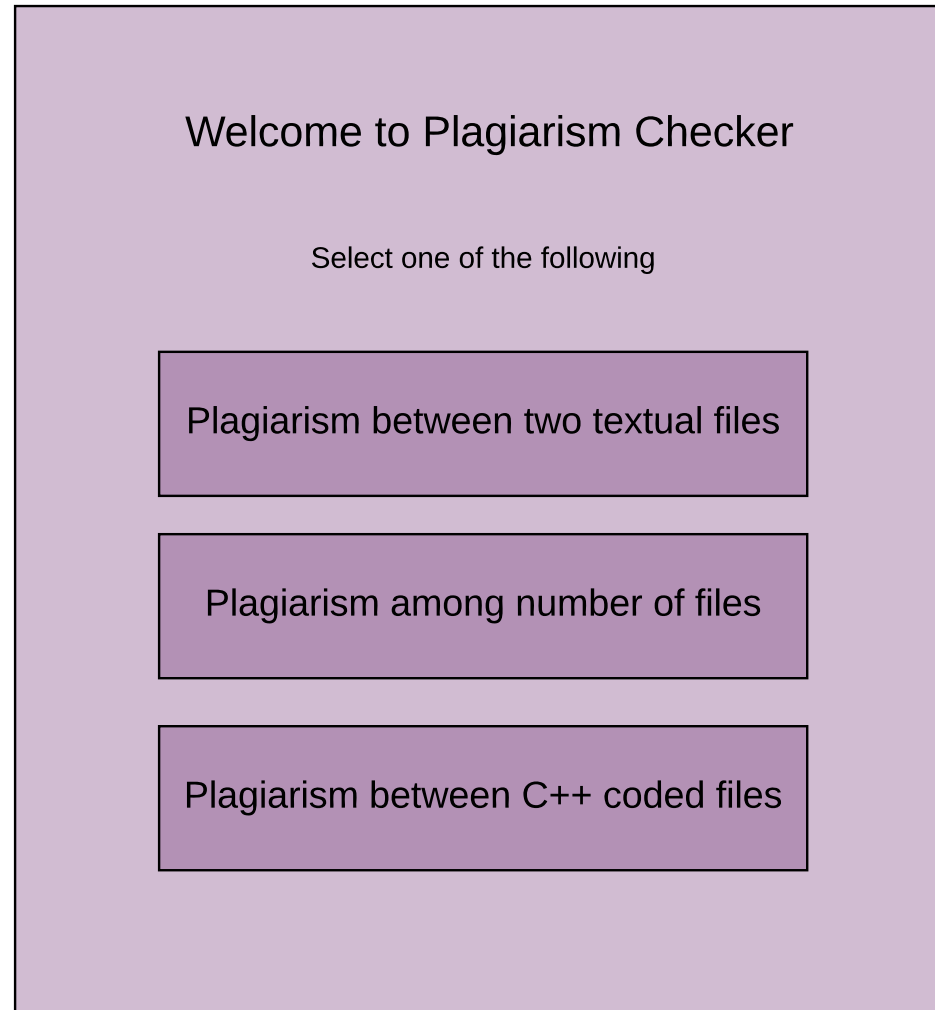 Welcome to Plagiarism Checker
Select one of the following
Plagiarism between two textual files
Plagiarism among number of files
Plagiarism between C++ coded files